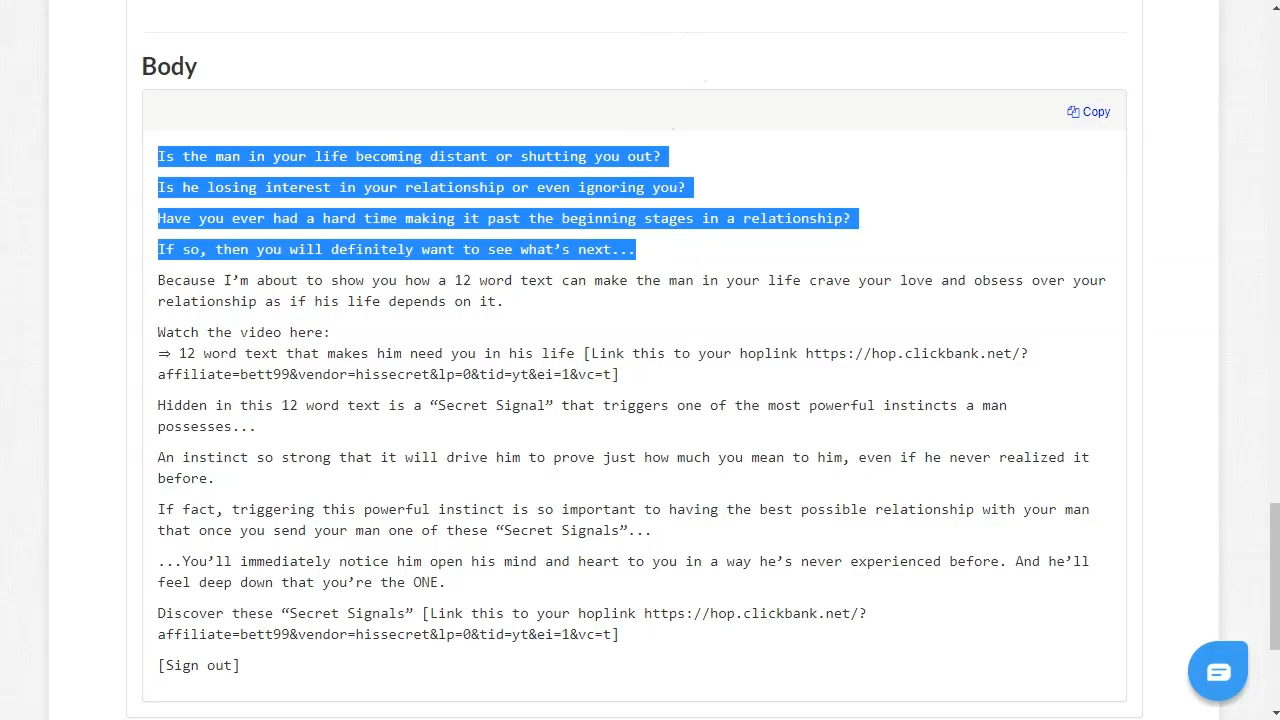 Body
Copy
Is the man in your life becoming distant or shutting you out?
Is he losing interest in your relationship or even ignoring you?
Have you ever had a hard time making it past the beginning stages in a relationship?
If so, then you will definitely want to see what’s next...
Because I’m about to show you how a 12 word text can make the man in your life crave your love and obsess over your
relationship as if his life depends on it.
Watch the video here:
⇒ 12 word text that makes him need you in his life [Link this to your hoplink https://hop.clickbank.net/?
affiliate=bett99&vendor=hissecret&lp=0&tid=yt&ei=1&vc=t]
Hidden in this 12 word text is a “Secret Signal” that triggers one of the most powerful instincts a man
possesses...
An instinct so strong that it will drive him to prove just how much you mean to him, even if he never realized it
before.
If fact, triggering this powerful instinct is so important to having the best possible relationship with your man
that once you send your man one of these “Secret Signals”...
...You’ll immediately notice him open his mind and heart to you in a way he’s never experienced before. And he’ll
feel deep down that you’re the ONE.
Discover these “Secret Signals” [Link this to your hoplink https://hop.clickbank.net/?
affiliate=bett99&vendor=hissecret&lp=0&tid=yt&ei=1&vc=t]
[Sign out]